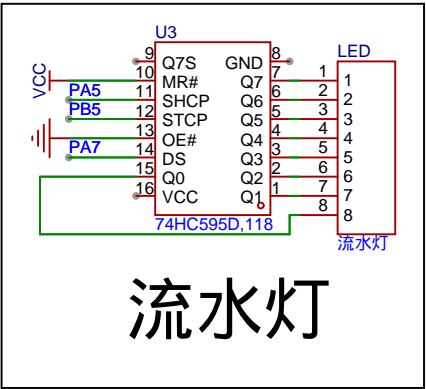 U3
9 Q7S GND 8
VCC 10 MR# Q7 7 1 1
PA5 11 SHCP Q6 6 2 2
PB5 12 STCP Q5 5 3 3
13 OE# Q4 4 4 4
PA7 14 DS Q3 3 5 5
15 Q0 Q2 2 6 6
16 VCC Q1 1 7 7
8 8
LED
74HC595D,118
流水灯
流水灯